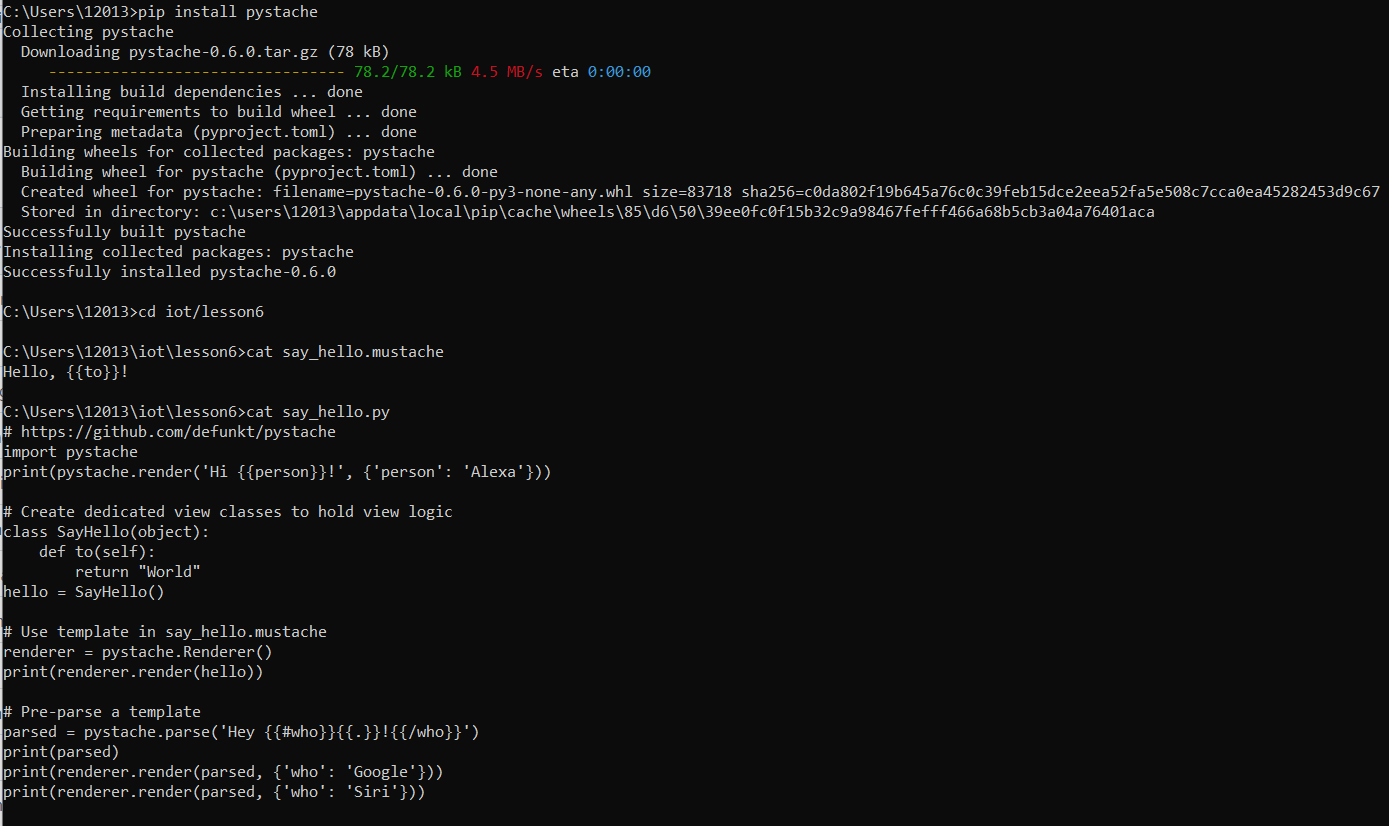 C:\Users\12013>pip install pystache
Collecting pystache
  Downloading pystache-0.6.0.tar.gz (78 kB)
     --------------------------------- 78.2/78.2 kB 4.5 MB/s eta 0:00:00
  Installing build dependencies ... done
  Getting requirements to build wheel ... done
  Preparing metadata (pyproject.toml) ... done
Building wheels for collected packages: pystache
  Building wheel for pystache (pyproject.toml) ... done
  Created wheel for pystache: filename=pystache-0.6.0-py3-none-any.whl size=83718 sha256=c0da802f19b645a76c0c39feb15dce2eea52fa5e508c7cca0ea45282453d9c67
  Stored in directory: c:\users\12013\appdata\local\pip\cache\wheels\85\d6\50\39ee0fc0f15b32c9a98467fefff466a68b5cb3a04a76401aca
Successfully built pystache
Installing collected packages: pystache
Successfully installed pystache-0.6.0

C:\Users\12013>cd iot/lesson6

C:\Users\12013\iot\lesson6>cat say_hello.mustache
Hello, {{to}}!

C:\Users\12013\iot\lesson6>cat say_hello.py
# https://github.com/defunkt/pystache
import pystache
print(pystache.render('Hi {{person}}!', {'person': 'Alexa'}))

# Create dedicated view classes to hold view logic
class SayHello(object):
    def to(self):
        return "World"
hello = SayHello()

# Use template in say_hello.mustache
renderer = pystache.Renderer()
print(renderer.render(hello))

# Pre-parse a template
parsed = pystache.parse('Hey {{#who}}{{.}}!{{/who}}')
print(parsed)
print(renderer.render(parsed, {'who': 'Google'}))
print(renderer.render(parsed, {'who': 'Siri'}))